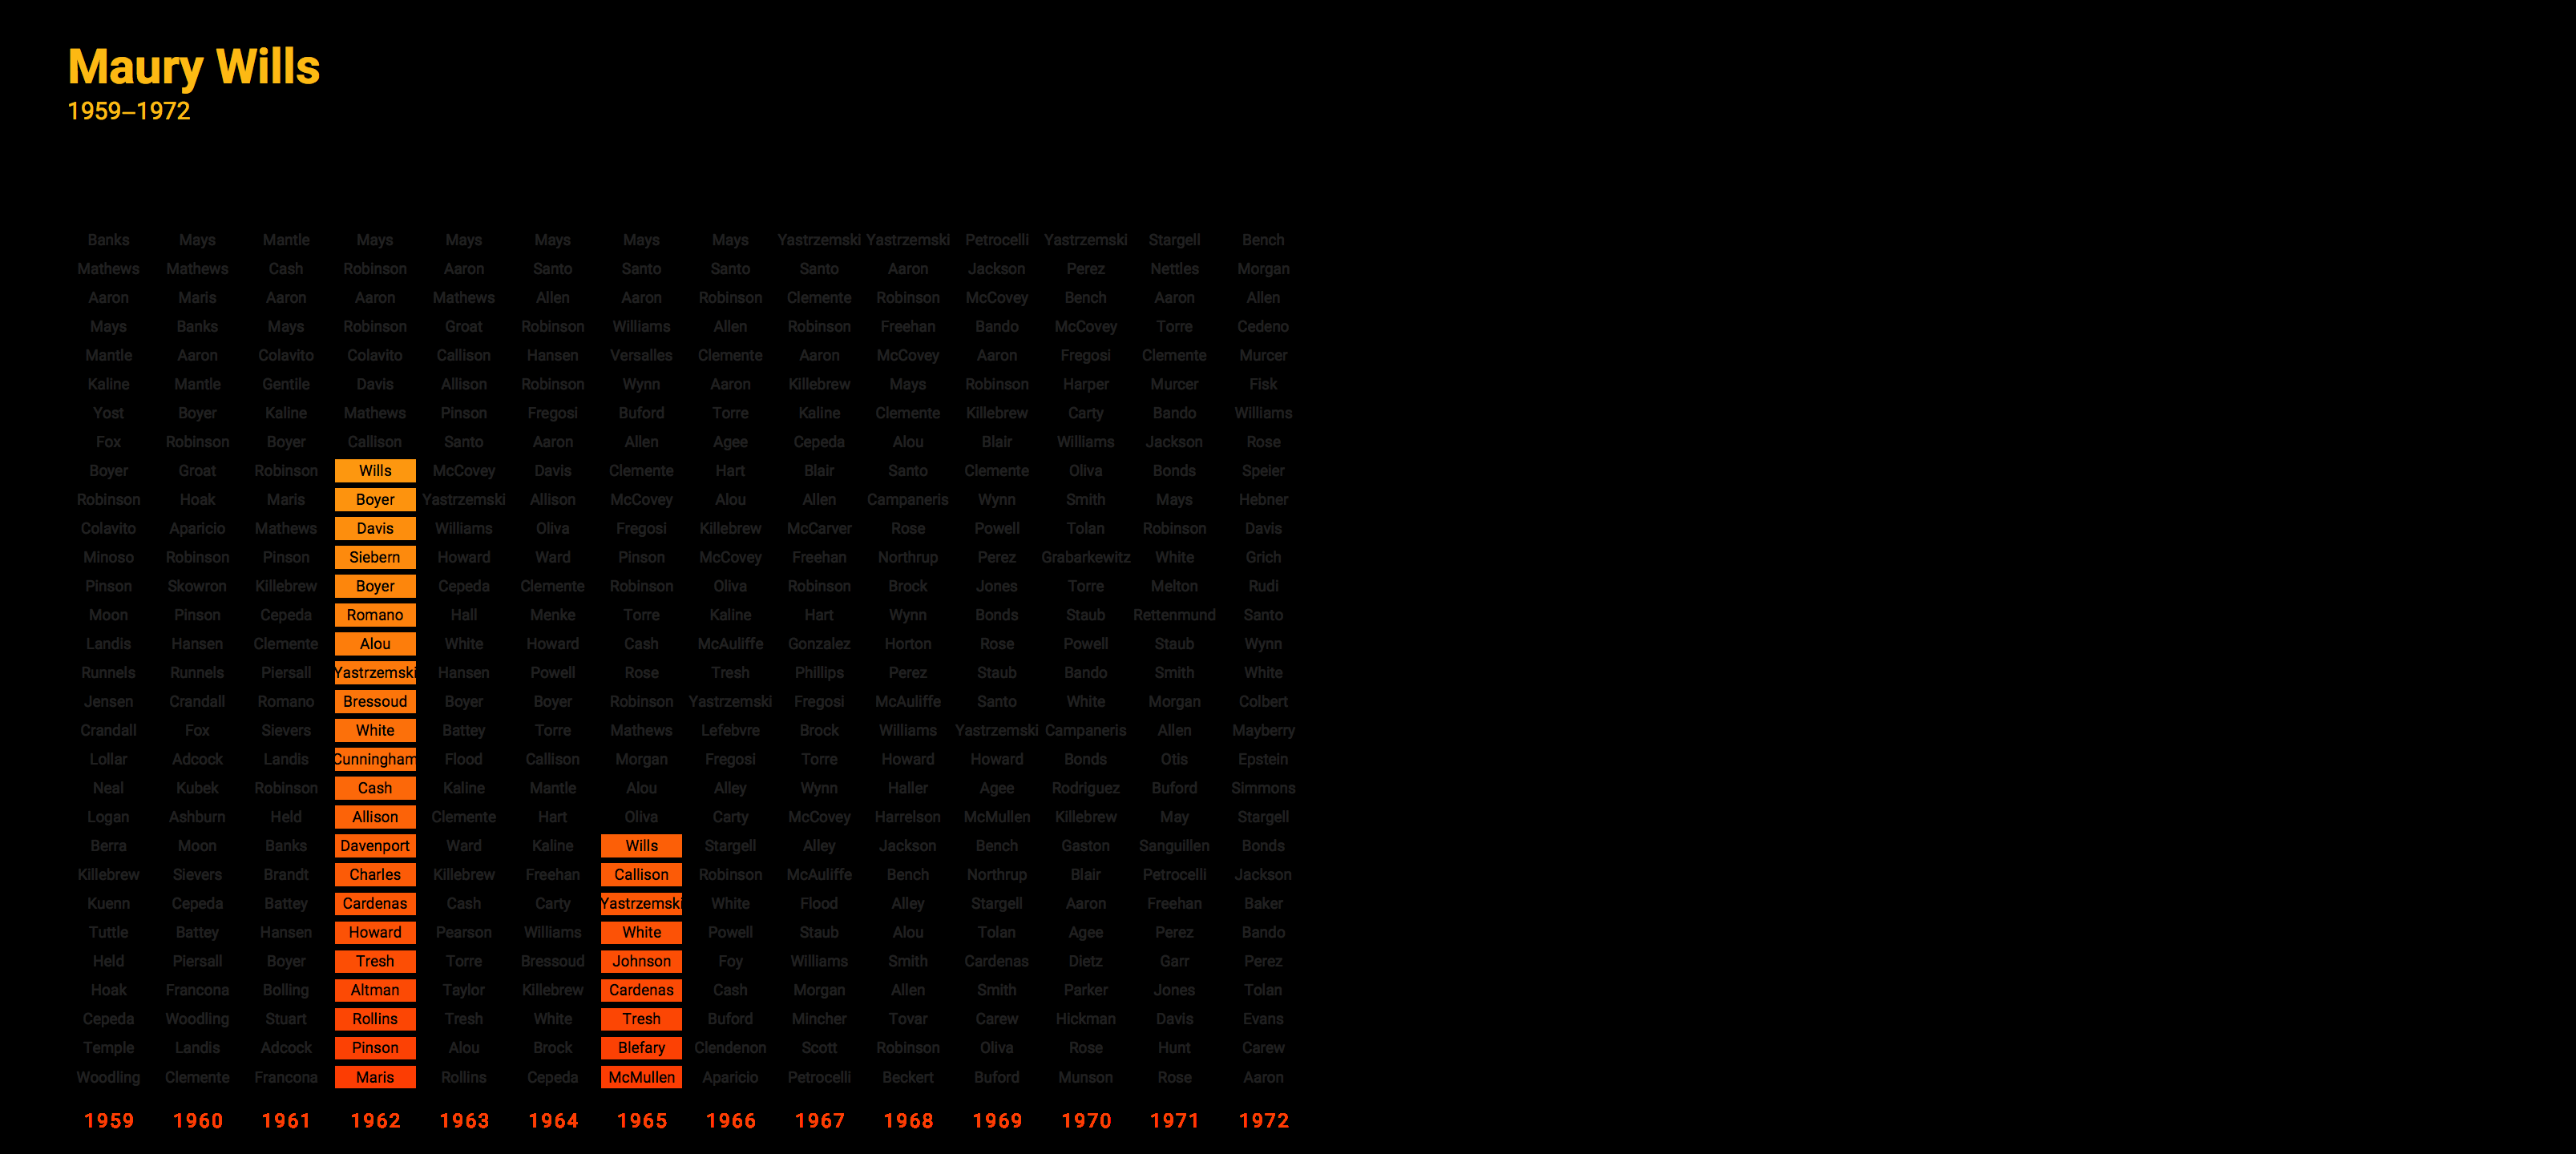 Maury Wills
1959–1972
Banks Mays Mantle Mays Mays Mays Mays Mays Yastrzemski Yastrzemski Petrocelli Yastrzemski Stargell Bench
Mathews Mathews Cash Robinson Aaron Santo Santo Santo Santo Aaron Jackson Perez Nettles Morgan
Aaron Maris Aaron Aaron Mathews Allen Aaron Robinson Clemente Robinson McCovey Bench Aaron Allen
Mays Banks Mays Robinson Groat Robinson Williams Allen Robinson Freehan Bando McCovey Torre Cedeno
Mantle Aaron Colavito Colavito Callison Hansen Versalles Clemente Aaron McCovey Aaron Fregosi Clemente Murcer
Kaline Mantle Gentile Davis Allison Robinson Wynn Aaron Killebrew Mays Robinson Harper Murcer Fisk
Yost Boyer Kaline Mathews Pinson Fregosi Buford Torre Kaline Clemente Killebrew Carty Bando Williams
Fox Robinson Boyer Callison Santo Aaron Allen Agee Cepeda Alou Blair Williams Jackson Rose
Boyer Groat Robinson Wills McCovey Davis Clemente Hart Blair Santo Clemente Oliva Bonds Speier
Robinson Hoak Maris Boyer Yastrzemski Allison McCovey Alou Allen Campaneris Wynn Smith Mays Hebner
Colavito Aparicio Mathews Davis Williams Oliva Fregosi Killebrew McCarver Rose Powell Tolan Robinson Davis
Minoso Robinson Pinson Siebern Howard Ward Pinson McCovey Freehan Northrup Perez Grabarkewitz White Grich
Pinson Skowron Killebrew Boyer Cepeda Clemente Robinson Oliva Robinson Brock Jones Torre Melton Rudi
Moon Pinson Cepeda Romano Hall Menke Torre Kaline Hart Wynn Bonds Staub Rettenmund Santo
Landis Hansen Clemente Alou White Howard Cash McAuliffe Gonzalez Horton Rose Powell Staub Wynn
Runnels Runnels Piersall Yastrzemski Hansen Powell Rose Tresh Phillips Perez Staub Bando Smith White
Jensen Crandall Romano Bressoud Boyer Boyer Robinson Yastrzemski Fregosi McAuliffe Santo White Morgan Colbert
Crandall Fox Sievers White Battey Torre Mathews Lefebvre Brock Williams Yastrzemski Campaneris Allen Mayberry
Lollar Adcock Landis Cunningham Flood Callison Morgan Fregosi Torre Howard Howard Bonds Otis Epstein
Neal Kubek Robinson Cash Kaline Mantle Alou Alley Wynn Haller Agee Rodriguez Buford Simmons
Logan Ashburn Held Allison Clemente Hart Oliva Carty McCovey Harrelson McMullen Killebrew May Stargell
Berra Moon Banks Davenport Ward Kaline Wills Stargell Alley Jackson Bench Gaston Sanguillen Bonds
Killebrew Sievers Brandt Charles Killebrew Freehan Callison Robinson McAuliffe Bench Northrup Blair Petrocelli Jackson
Kuenn Cepeda Battey Cardenas Cash Carty Yastrzemski White Flood Alley Stargell Aaron Freehan Baker
Tuttle Battey Hansen Howard Pearson Williams White Powell Staub Alou Tolan Agee Perez Bando
Held Piersall Boyer Tresh Torre Bressoud Johnson Foy Williams Smith Cardenas Dietz Garr Perez
Hoak Francona Bolling Altman Taylor Killebrew Cardenas Cash Morgan Allen Smith Parker Jones Tolan
Cepeda Woodling Stuart Rollins Tresh White Tresh Buford Mincher Tovar Carew Hickman Davis Evans
Temple Landis Adcock Pinson Alou Brock Blefary Clendenon Scott Robinson Oliva Rose Hunt Carew
Woodling Clemente Francona Maris Rollins Cepeda McMullen Aparicio Petrocelli Beckert Buford Munson Rose Aaron
1959 1960 1961 1962 1963 1964 1965 1966 1967 1968 1969 1970 1971 1972